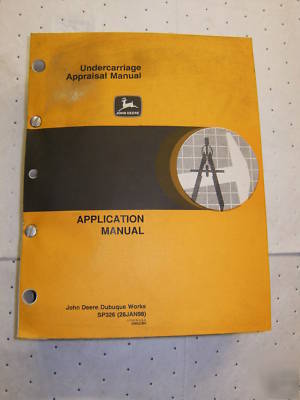 Undercarriage
Appraisal Manual
JOHN DEERE
APPLICATION
MANUAL
John Deere Dubuque Works
SP326 (26JAN98)